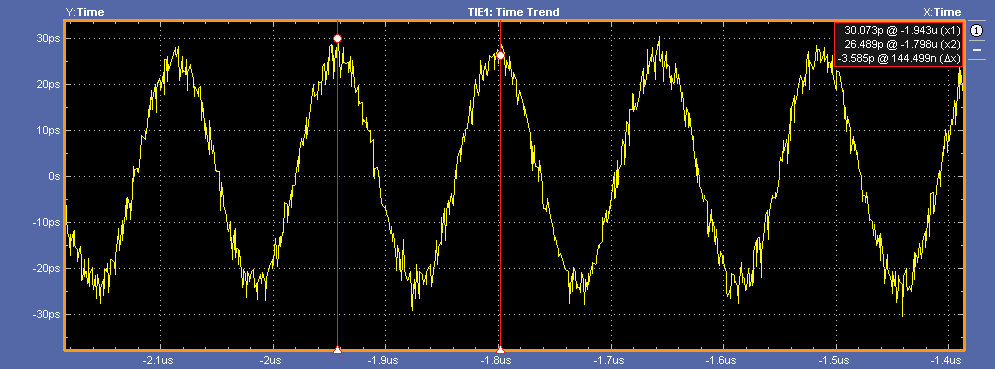 Y:Time TIE1: Time Trend X:Time
30.073p @ -1.943u (x1)
26.489p @ -1.798u (x2)
-3.585p @ 144.499n (Δx)
1
30ps
20ps
10ps
0s
-10ps
-20ps
-30ps
-2.1us -2us -1.9us -1.8us -1.7us -1.6us -1.5us -1.4us